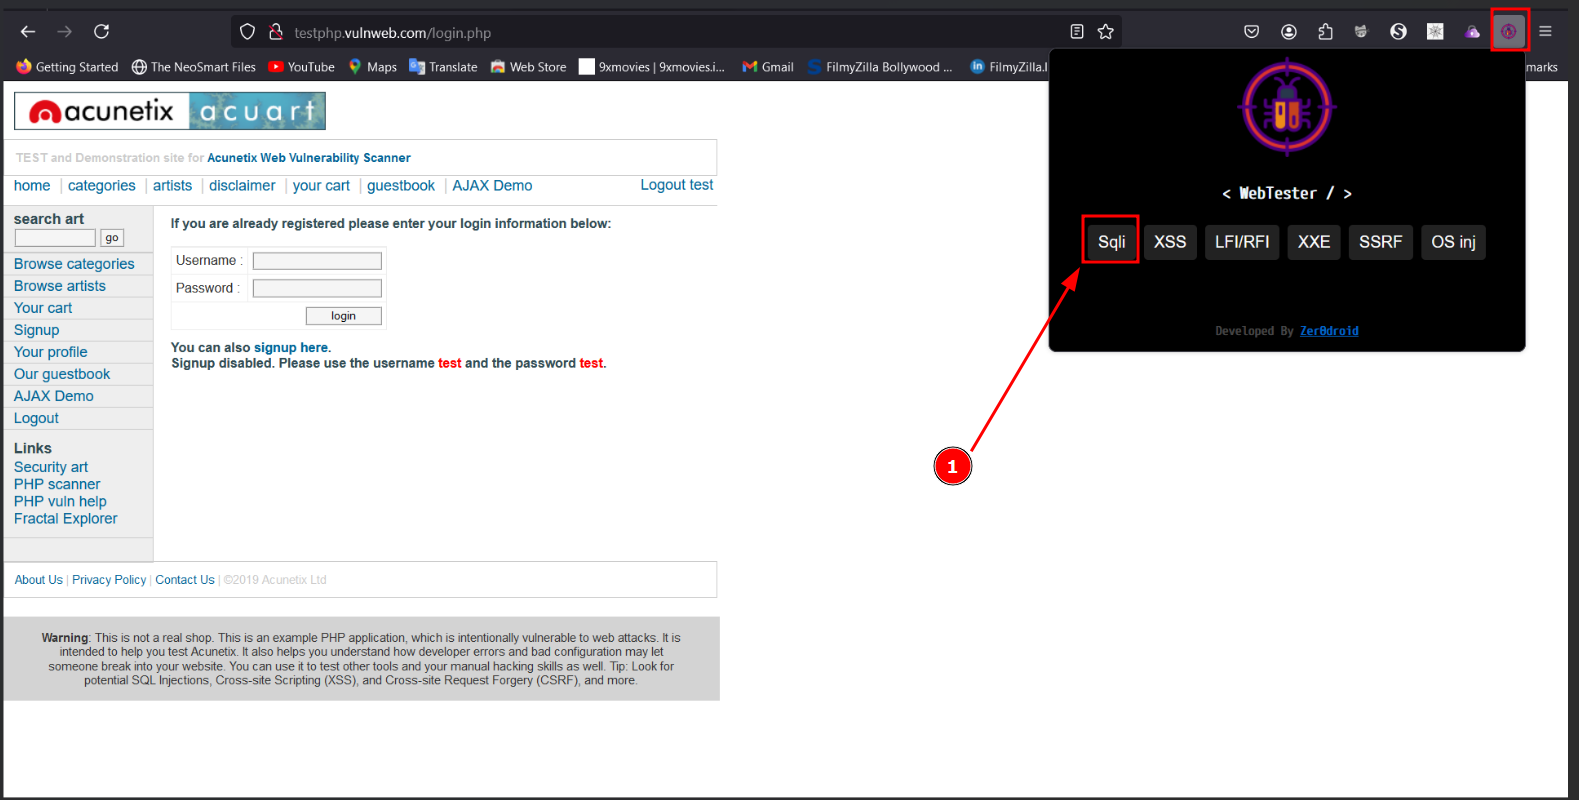 testphp.vulnweb.com/login.php
Getting Started The NeoSmart Files YouTube Maps Translate Web Store 9xmovies | 9xmovies.i... Gmail FilmyZilla Bollywood ... FilmyZilla.l marks
acunetix acuart
TEST and Demonstration site for Acunetix Web Vulnerability Scanner
home | categories | artists | disclaimer | your cart | guestbook | AJAX Demo Logout test
search art
go
Browse categories
Browse artists
Your cart
Signup
Your profile
Our guestbook
AJAX Demo
Logout
Links
Security art
PHP scanner
PHP vuln help
Fractal Explorer
If you are already registered please enter your login information below:
Username :
Password :
login
You can also signup here.
Signup disabled. Please use the username test and the password test.
About Us | Privacy Policy | Contact Us | ©2019 Acunetix Ltd
Warning: This is not a real shop. This is an example PHP application, which is intentionally vulnerable to web attacks. It is
intended to help you test Acunetix. It also helps you understand how developer errors and bad configuration may let
someone break into your website. You can use it to test other tools and your manual hacking skills as well. Tip: Look for
potential SQL Injections, Cross-site Scripting (XSS), and Cross-site Request Forgery (CSRF), and more.
< WebTester / >
Sqli XSS LFI/RFI XXE SSRF OS inj
Developed By Zer0droid
1